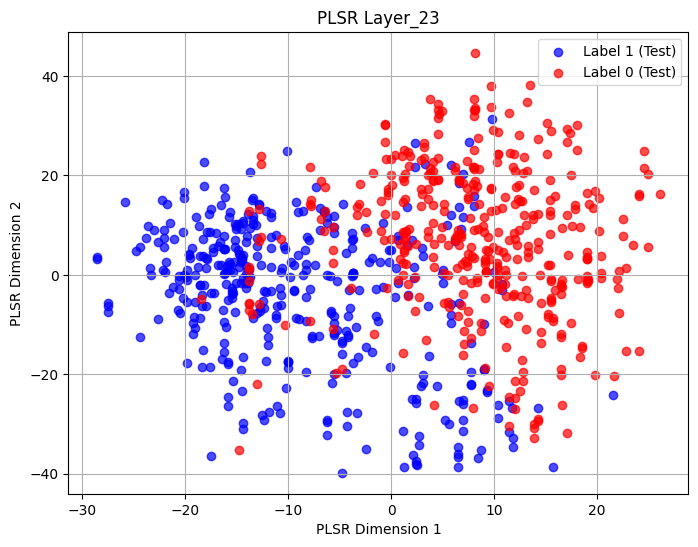 PLSR Layer_23
Label 1 (Test)
Label 0 (Test)
40
20
0
−20
−40
PLSR Dimension 2
−30
−20
−10
0
10
20
PLSR Dimension 1